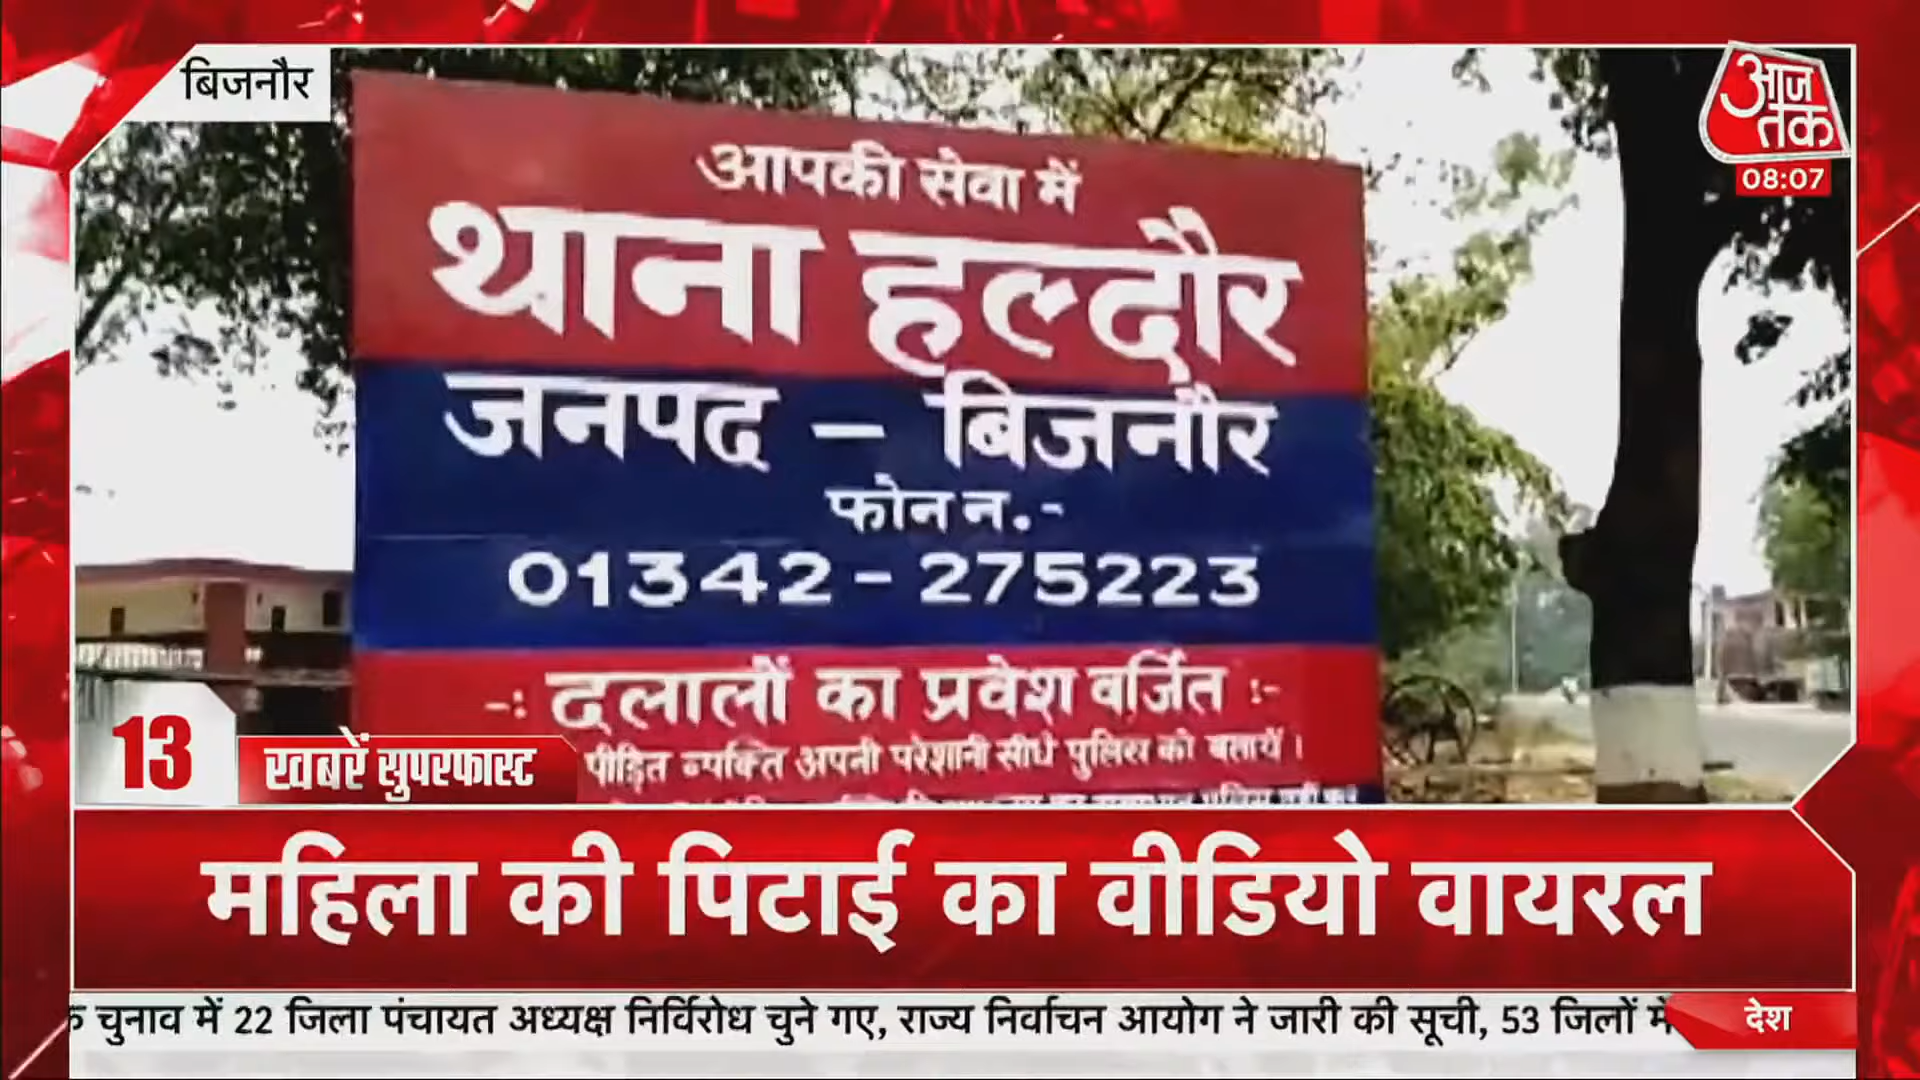 बिजनौर
आज
तक
08:07
आपकी सेवा में
थाना हल्दौर
जनपद - बिजनौर
फोन न.-
01342-275223
-: दलालों का प्रवेश वर्जित :-
पीड़ित व्यक्ति अपनी परेशानी सीधे पुलिस को बतायें।
13
खबरें सुपरफास्ट
महिला की पिटाई का वीडियो वायरल
चुनाव में 22 जिला पंचायत अध्यक्ष निर्विरोध चुने गए, राज्य निर्वाचन आयोग ने जारी की सूची, 53 जिलों में
देश